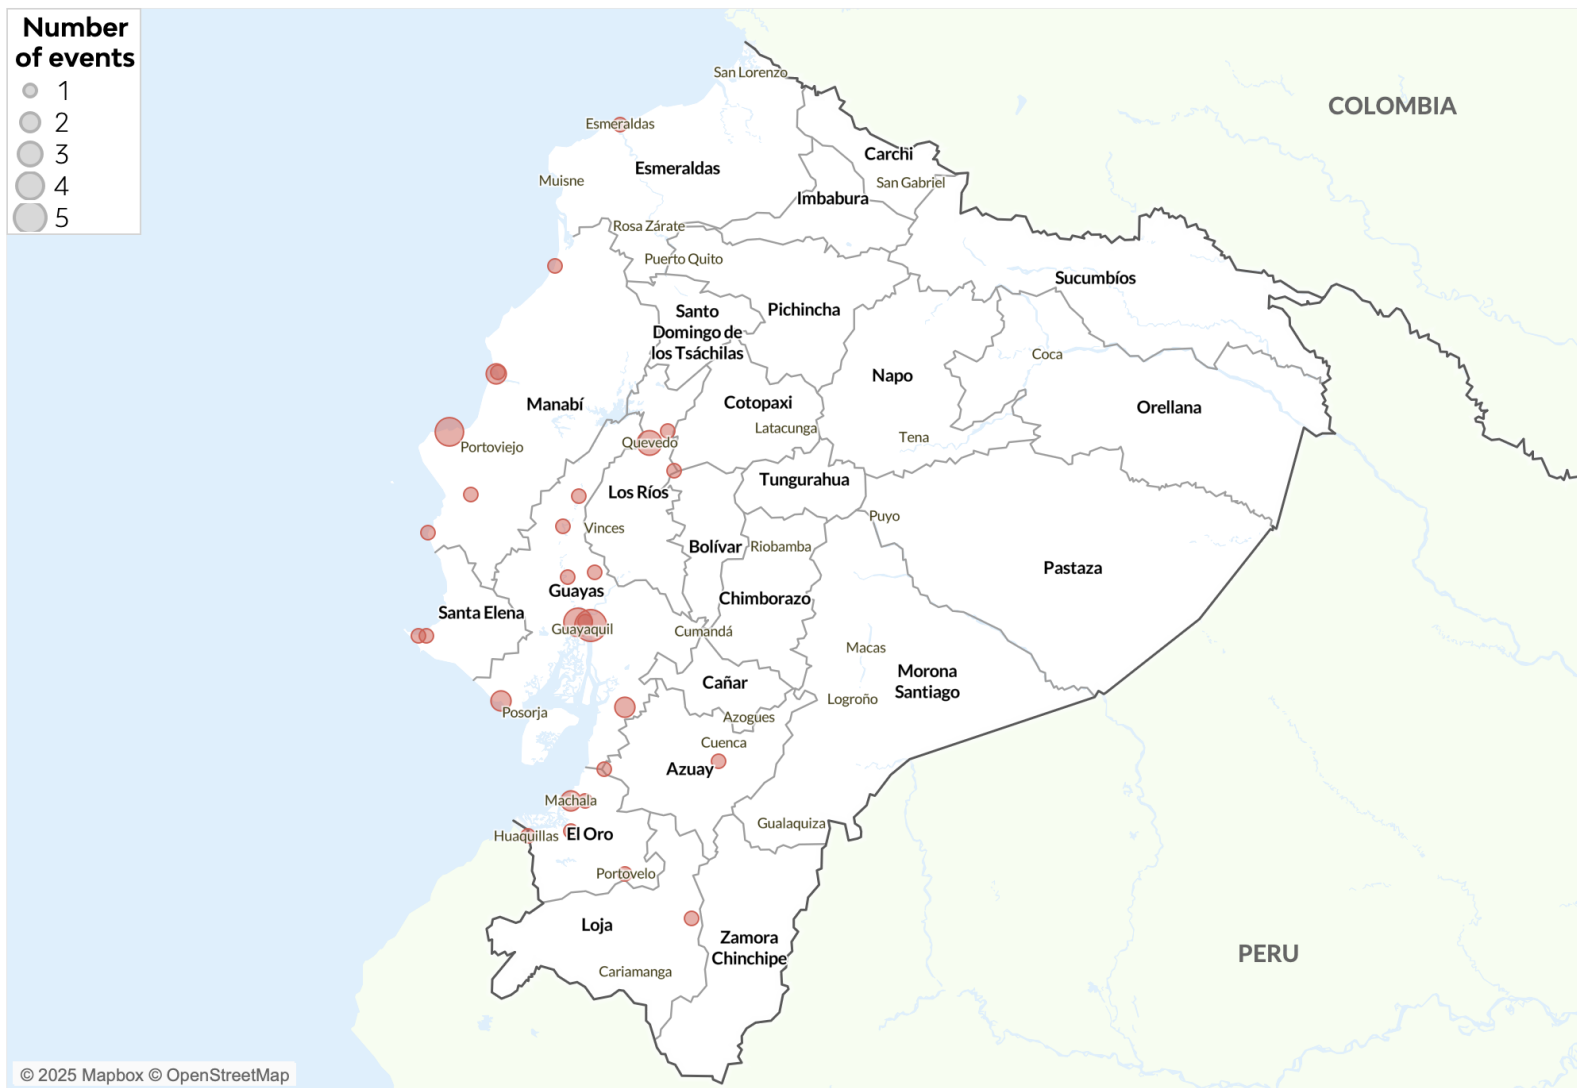 Number
of events
1
2
3
4
5
San Lorenzo
COLOMBIA
Esmeraldas
Carchi
Esmeraldas
Muisne
San Gabriel
Imbabura
Rosa Zárate
Puerto Quito
Sucumbíos
Santo
Domingo de
los Tsáchilas
Pichincha
Coca
Napo
Manabí
Cotopaxi
Orellana
Latacunga
Tena
Quevedo
Portoviejo
Tungurahua
Los Ríos
Puyo
Vinces
Bolívar
Riobamba
Pastaza
Guayas
Chimborazo
Santa Elena
Guayaquil
Cumandá
Macas
Morona
Santiago
Cañar
Logroño
Posorja
Azogues
Cuenca
Azuay
Machala
Gualaquiza
Huaquillas
El Oro
Portovelo
Loja
Zamora
Chinchipe
PERU
Cariamanga
© 2025 Mapbox © OpenStreetMap